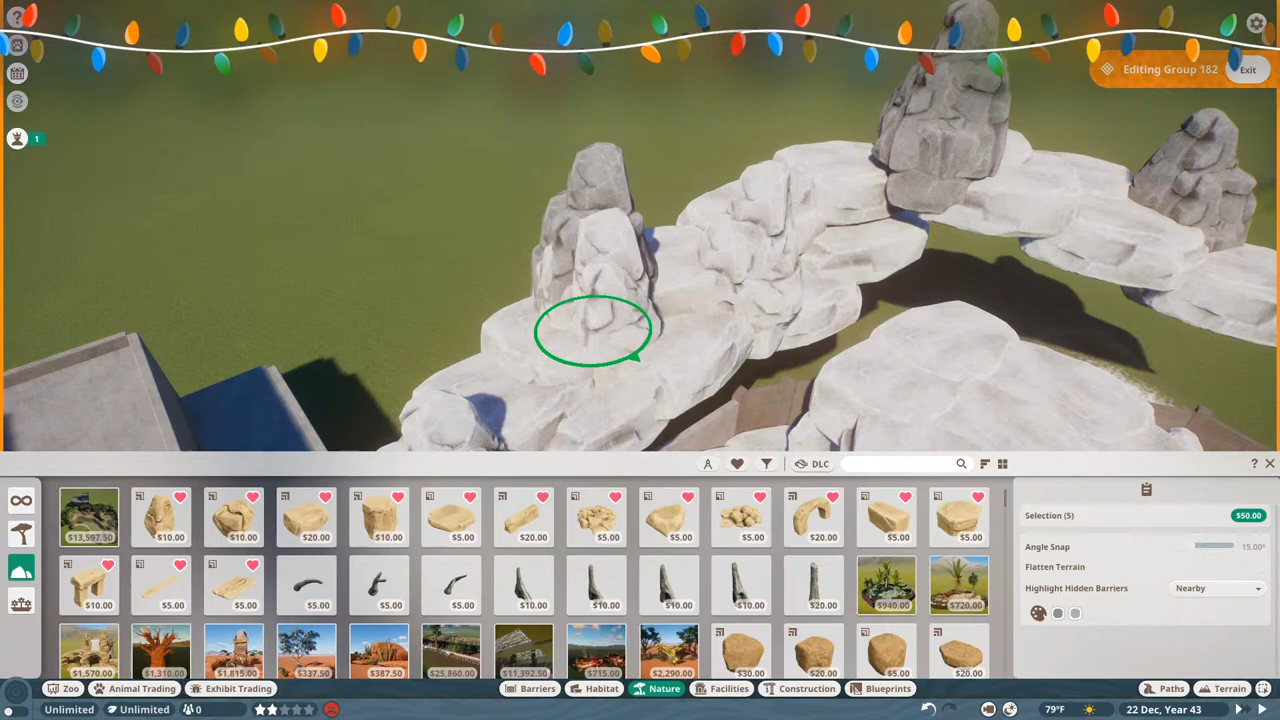 ?
Editing Group 182
Exit
1
DLC
?
$13,597.50
$10.00
$10.00
$20.00
$10.00
$5.00
$20.00
$5.00
$5.00
$5.00
$20.00
$5.00
$5.00
Selection (5)
$50.00
Angle Snap
15.00°
Flatten Terrain
Highlight Hidden Barriers
Nearby
$10.00
$5.00
$5.00
$5.00
$5.00
$5.00
$10.00
$10.00
$10.00
$10.00
$20.00
$940.00
$720.00
$1,570.00
$1,310.00
$1,815.00
$337.50
$387.50
$25,860.00
$11,392.50
$715.00
$2,290.00
$30.00
$20.00
$5.00
$20.00
Zoo
Animal Trading
Exhibit Trading
Barriers
Habitat
Nature
Facilities
Construction
Blueprints
Paths
Terrain
Unlimited
Unlimited
0
79°F
22 Dec, Year 43